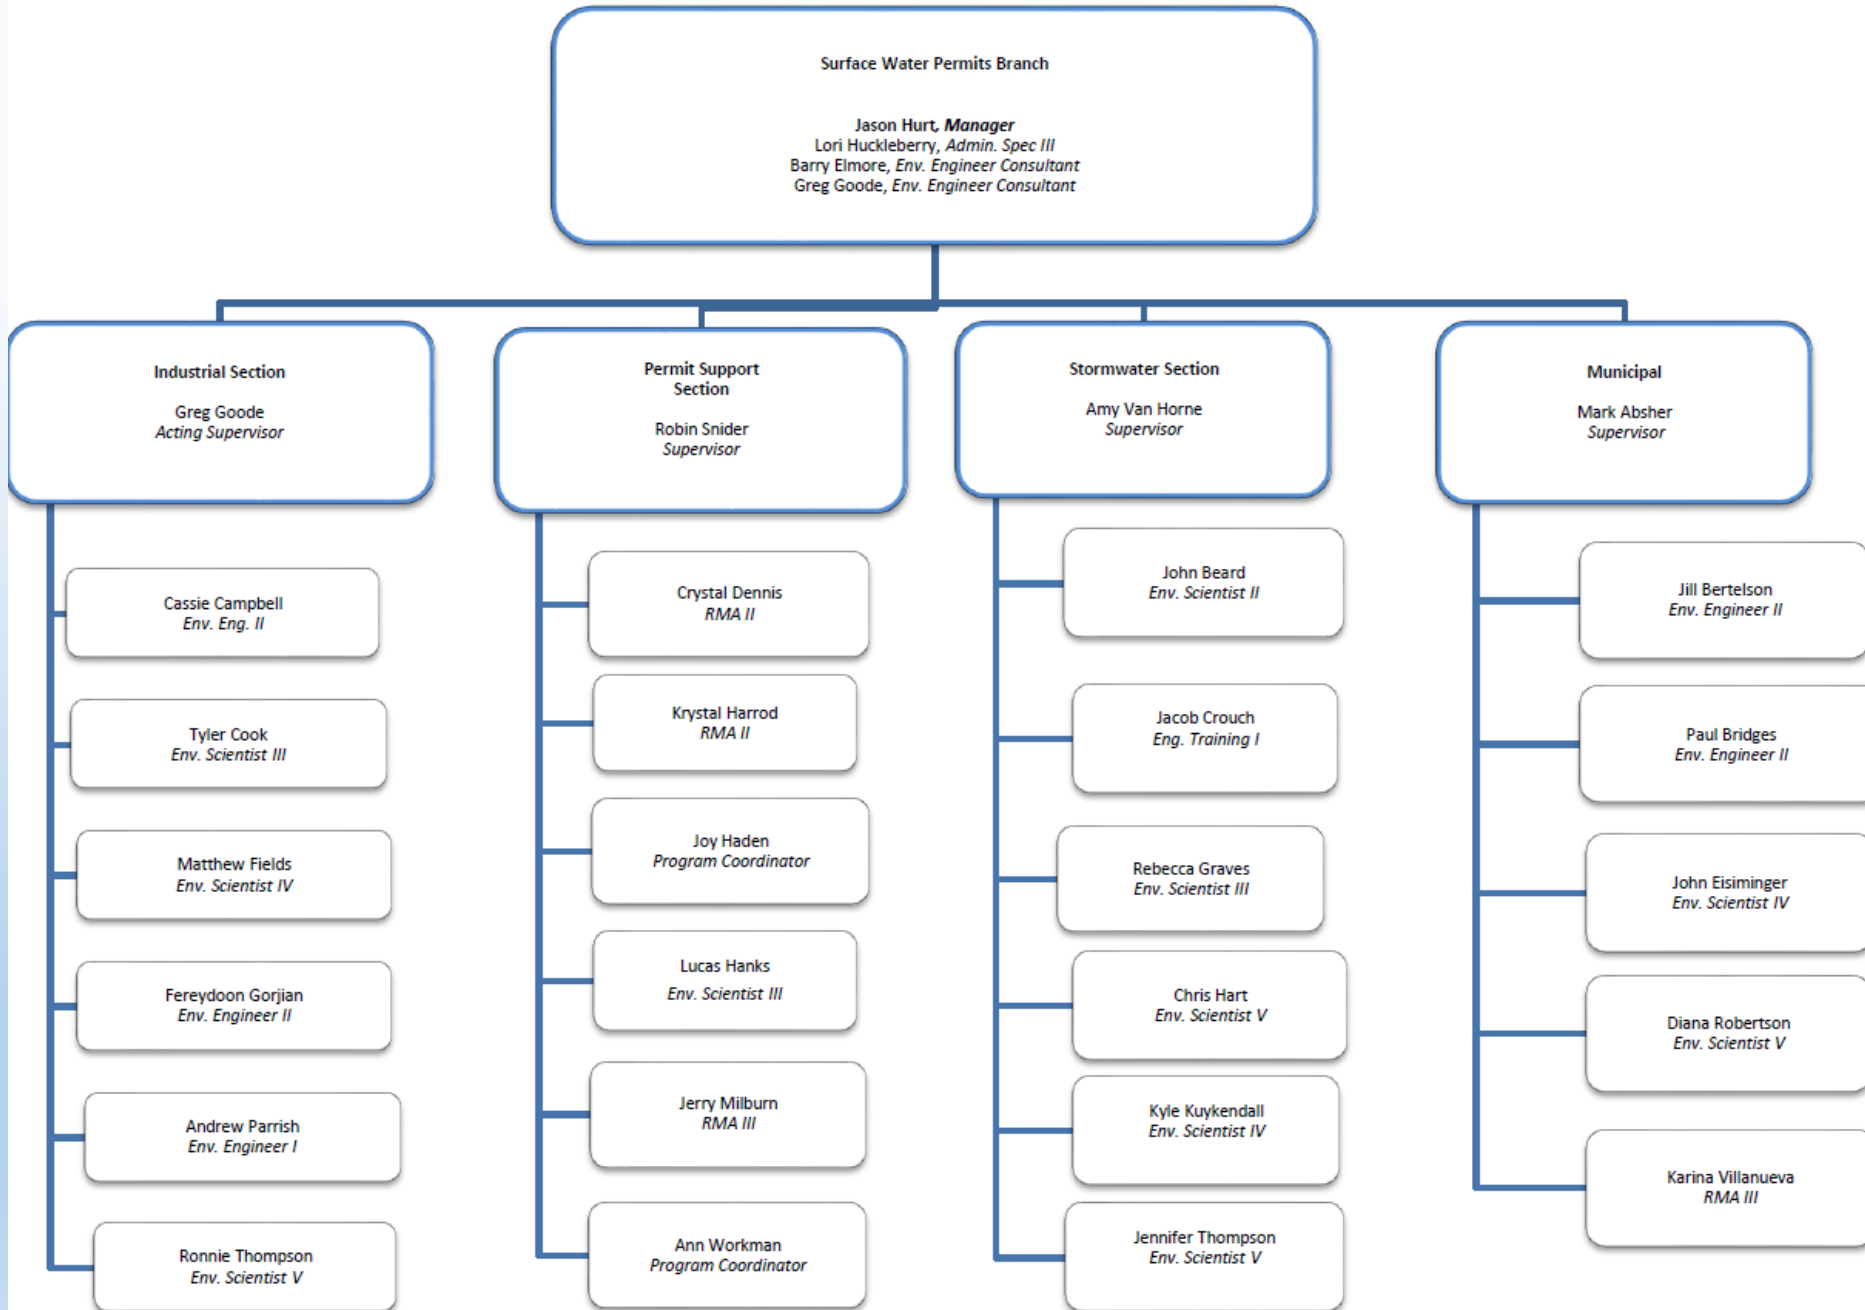 Surface Water Permits Branch
Jason Hurt, Manager
Lori Huckleberry, Admin. Spec III
Barry Elmore, Env. Engineer Consultant
Greg Goode, Env. Engineer Consultant
Industrial Section
Greg Goode
Acting Supervisor
Cassie Campbell
Env. Eng. II
Tyler Cook
Env. Scientist III
Matthew Fields
Env. Scientist IV
Fereydoon Gorjian
Env. Engineer II
Andrew Parrish
Env. Engineer I
Ronnie Thompson
Env. Scientist V
Permit Support
Section
Robin Snider
Supervisor
Crystal Dennis
RMA II
Krystal Harrod
RMA II
Joy Haden
Program Coordinator
Lucas Hanks
Env. Scientist III
Jerry Milburn
RMA III
Ann Workman
Program Coordinator
Stormwater Section
Amy Van Horne
Supervisor
John Beard
Env. Scientist II
Jacob Crouch
Eng. Training I
Rebecca Graves
Env. Scientist III
Chris Hart
Env. Scientist V
Kyle Kuykendall
Env. Scientist IV
Jennifer Thompson
Env. Scientist V
Municipal
Mark Absher
Supervisor
Jill Bertelson
Env. Engineer II
Paul Bridges
Env. Engineer II
John Eisiminger
Env. Scientist IV
Diana Robertson
Env. Scientist V
Karina Villanueva
RMA III